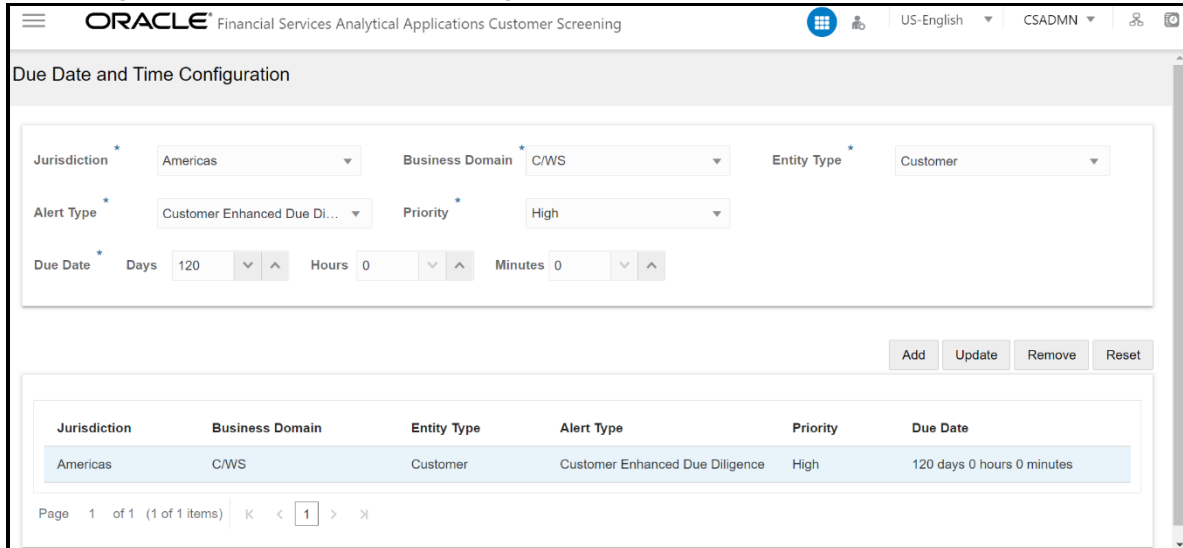 ORACLE® Financial Services Analytical Applications Customer Screening US-English CSADMN
Due Date and Time Configuration
Jurisdiction * Americas Business Domain * C/WS Entity Type * Customer
Alert Type * Customer Enhanced Due Di... Priority * High
Due Date * Days 120 Hours 0 Minutes 0
Add Update Remove Reset
Jurisdiction Business Domain Entity Type Alert Type Priority Due Date
Americas C/WS Customer Customer Enhanced Due Diligence High 120 days 0 hours 0 minutes
Page 1 of 1 (1 of 1 items) 1